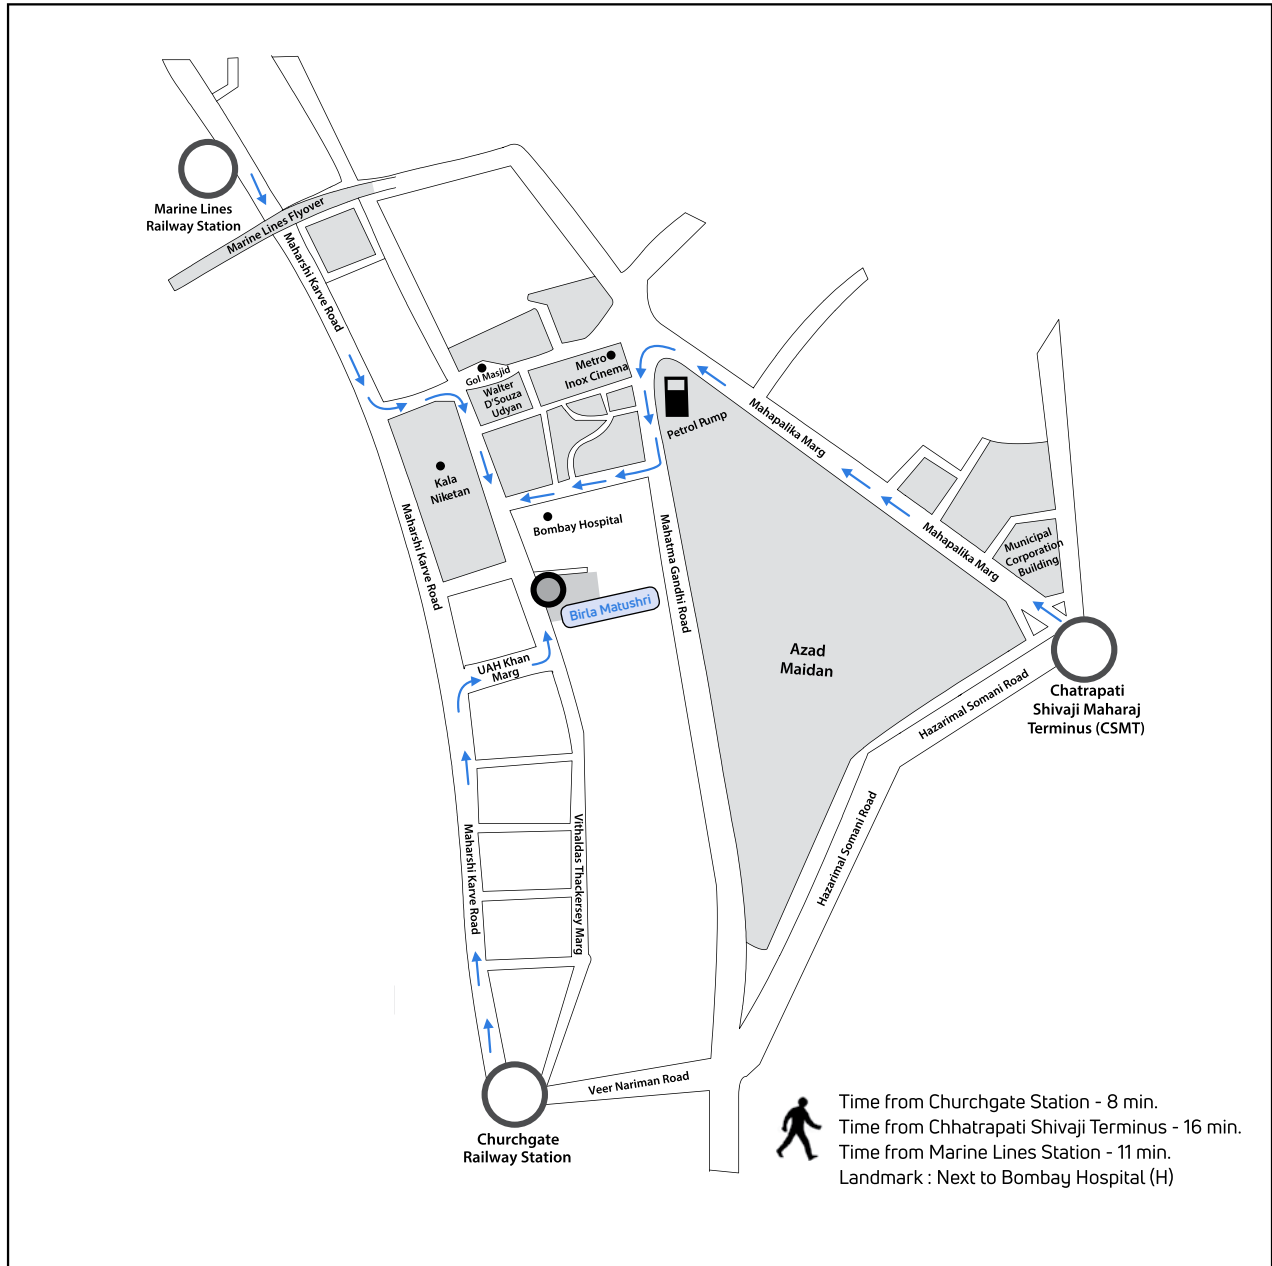 Marine Lines
Railway Station
Marine Lines Flyover
Maharshi Karve Road
Gol Masjid
Walter
D'Souza
Udyan
Metro
Inox Cinema
Petrol Pump
Mahapalika Marg
Kala
Niketan
Maharshi Karve Road
Bombay Hospital
Mahatma Gandhi Road
Mahapalika Marg
Municipal
Corporation
Building
Birla Matushri
UAH Khan
Marg
Azad
Maidan
Hazarimal Somani Road
Chatrapati
Shivaji Maharaj
Terminus (CSMT)
Hazarimal Somani Road
Maharshi Karve Road
Vithaldas Thackersey Marg
Veer Nariman Road
Churchgate
Railway Station
Time from Churchgate Station - 8 min.
Time from Chhatrapati Shivaji Terminus - 16 min.
Time from Marine Lines Station - 11 min.
Landmark : Next to Bombay Hospital (H)